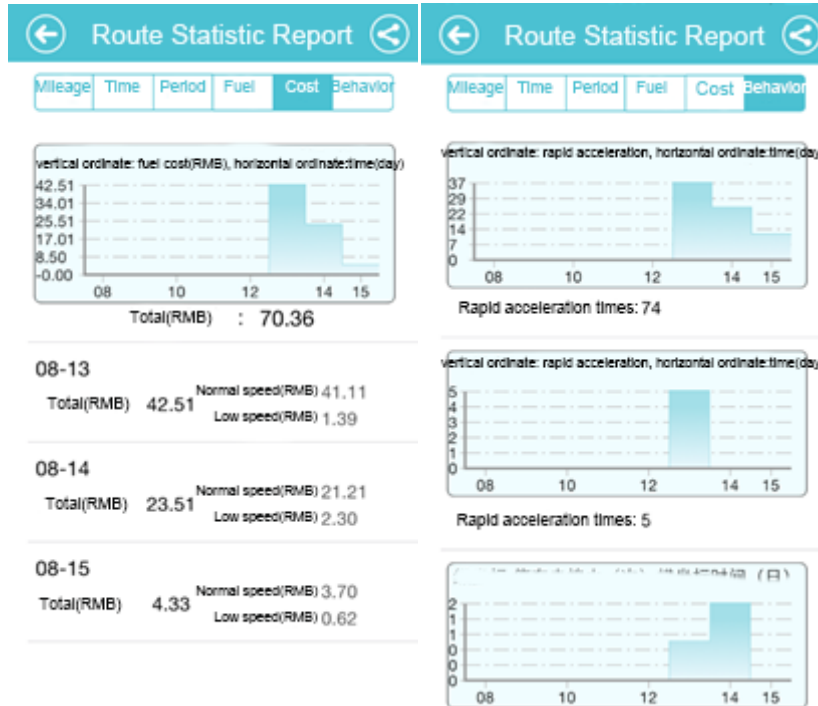 Route Statistic Report
Mileage Time Period Fuel Cost Behavior
vertical ordinate: fuel cost(RMB), horizontal ordinate:time(day)
42.51
34.01
25.51
17.01
8.50
-0.00
08 10 12 14 15
Total(RMB) : 70.36
08-13
Total(RMB) 42.51 Normal speed(RMB) 41.11
Low speed(RMB) 1.39
08-14
Total(RMB) 23.51 Normal speed(RMB) 21.21
Low speed(RMB) 2.30
08-15
Total(RMB) 4.33 Normal speed(RMB) 3.70
Low speed(RMB) 0.62
Route Statistic Report
Mileage Time Period Fuel Cost Behavior
vertical ordinate: rapid acceleration, horizontal ordinate:time(day
37
29
22
14
7
0
08 10 12 14 15
Rapid acceleration times: 74
vertical ordinate: rapid acceleration, horizontal ordinate:time(day
5
4
3
2
1
0
08 10 12 14 15
Rapid acceleration times: 5
(日)
2
1
1
0
0
0
08 10 12 14 15